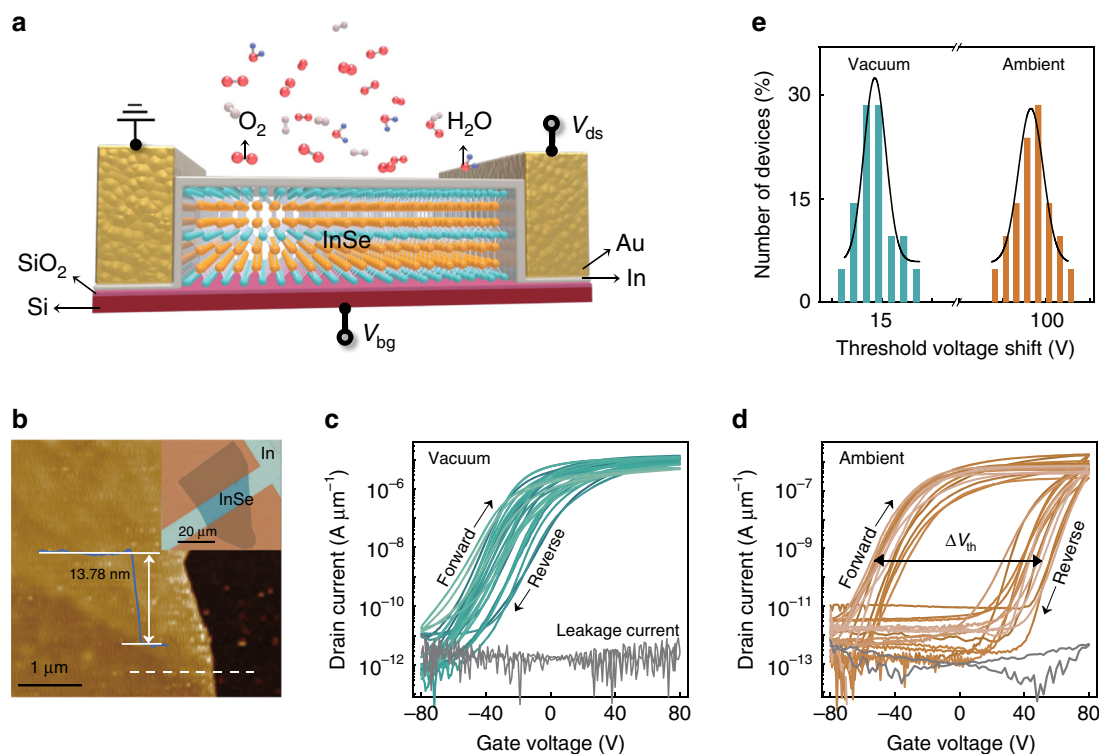 a
O₂
H₂O
V_ds
InSe
SiO₂
Si
Au
In
V_bg
b
In
InSe
20 μm
13.78 nm
1 μm
c
Vacuum
Forward
Reverse
Leakage current
Drain current (A μm⁻¹)
10⁻⁶
10⁻⁸
10⁻¹⁰
10⁻¹²
−80
−40
0
40
80
Gate voltage (V)
d
Ambient
Forward
ΔV_th
Reverse
Drain current (A μm⁻¹)
10⁻⁷
10⁻⁹
10⁻¹¹
10⁻¹³
−80
−40
0
40
80
Gate voltage (V)
e
Vacuum
Ambient
Number of devices (%)
30
15
0
15
100
Threshold voltage shift (V)